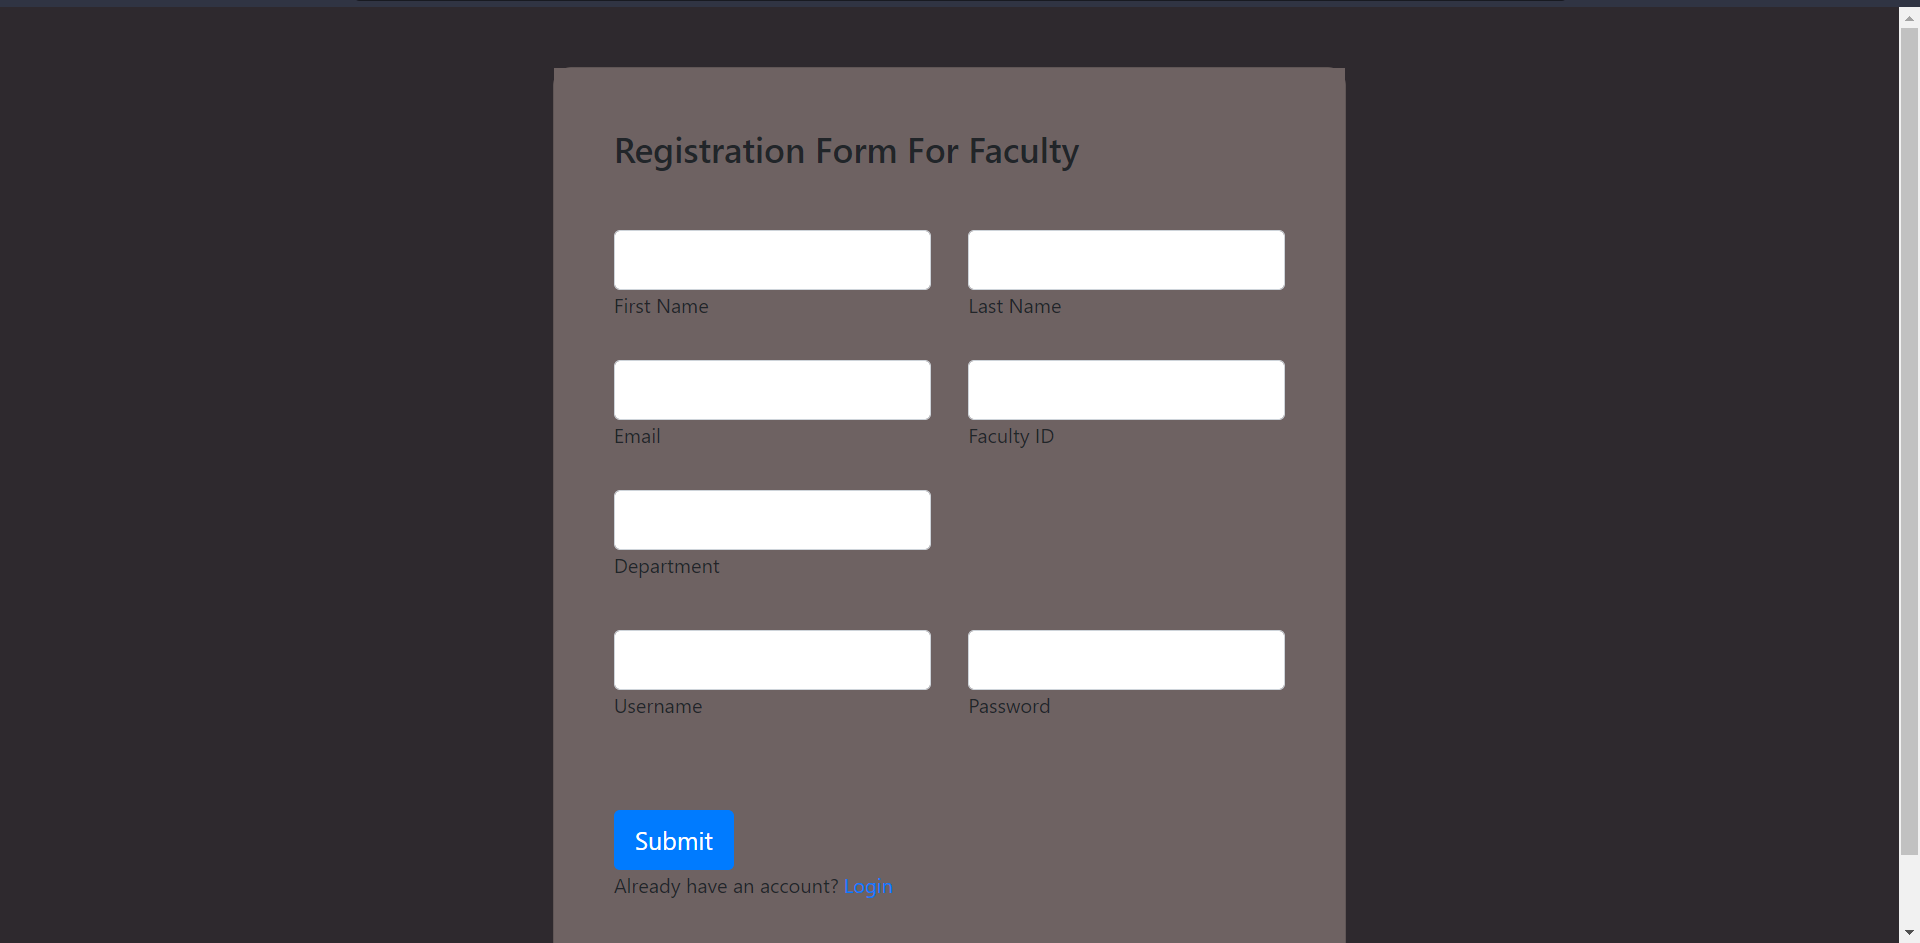 Registration Form For Faculty
First Name Last Name
Email Faculty ID
Department
Username Password
Submit
Already have an account? Login